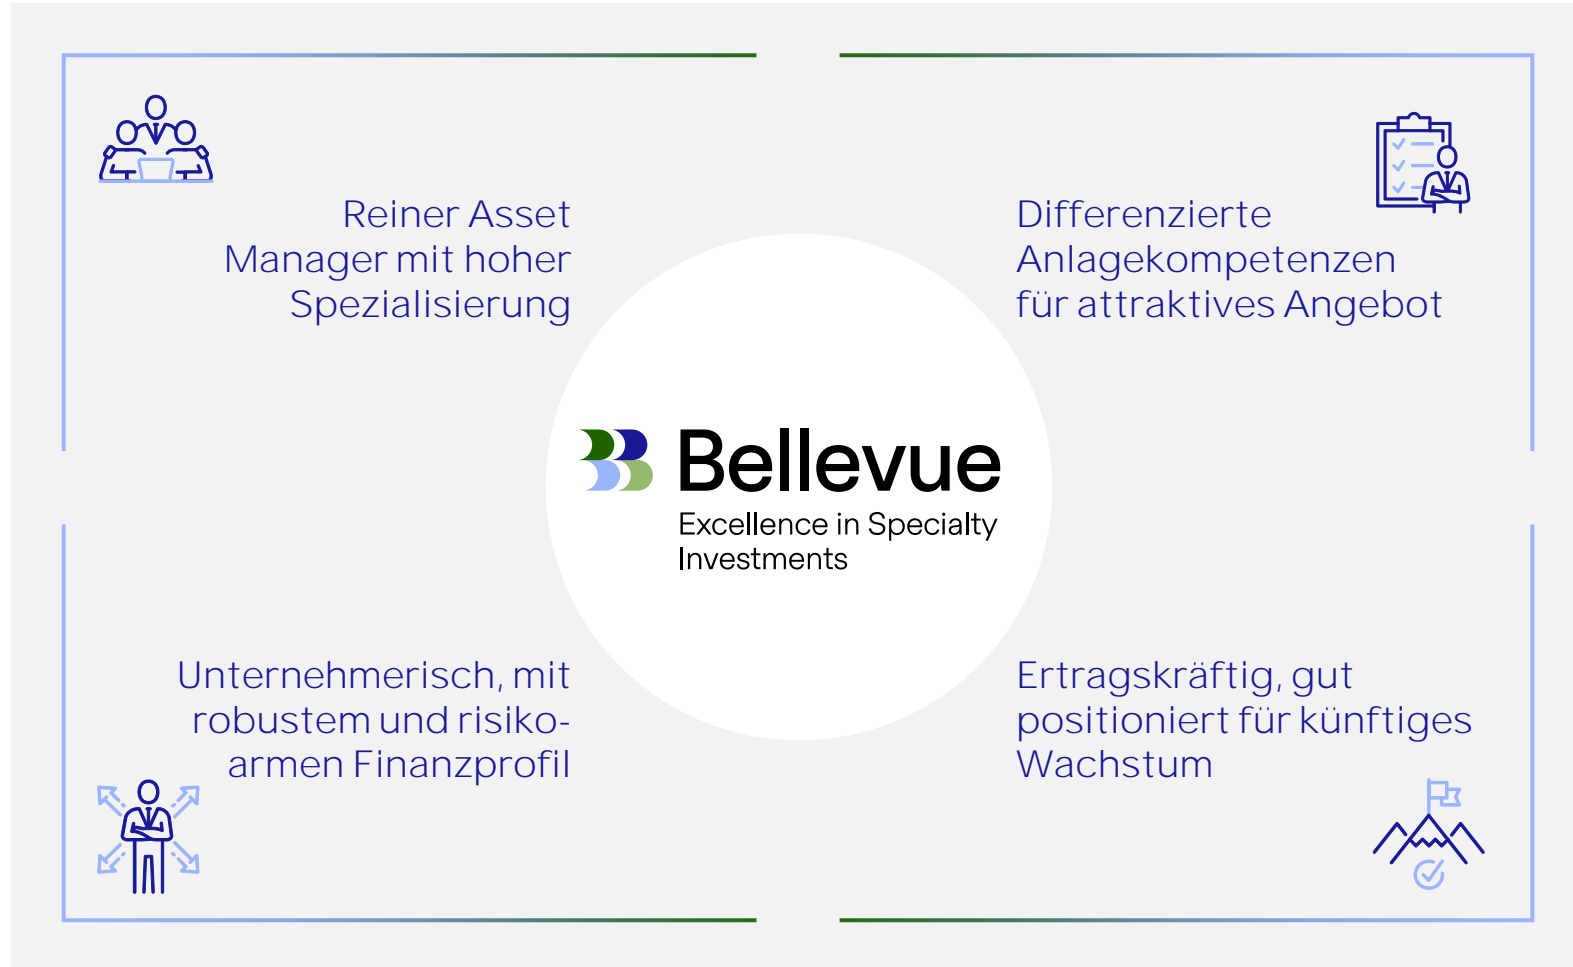 Reiner Asset
Manager mit hoher
Spezialisierung
Differenzierte
Anlagekompetenzen
für attraktives Angebot
Bellevue
Excellence in Specialty
Investments
Unternehmerisch, mit
robustem und risiko-
armen Finanzprofil
Ertragskräftig, gut
positioniert für künftiges
Wachstum